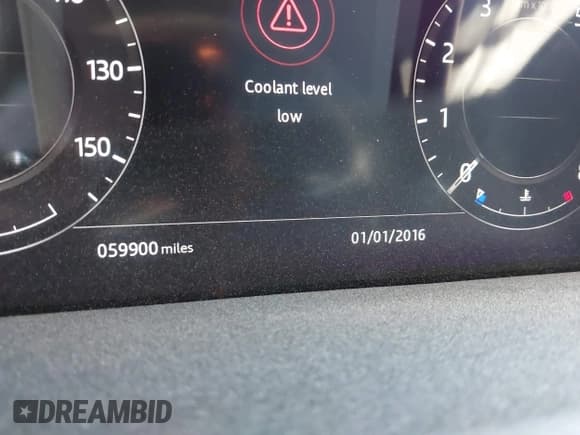 3
2
130
Coolant level
low
1
150
0
059900 miles
01/01/2016
DREAMBID